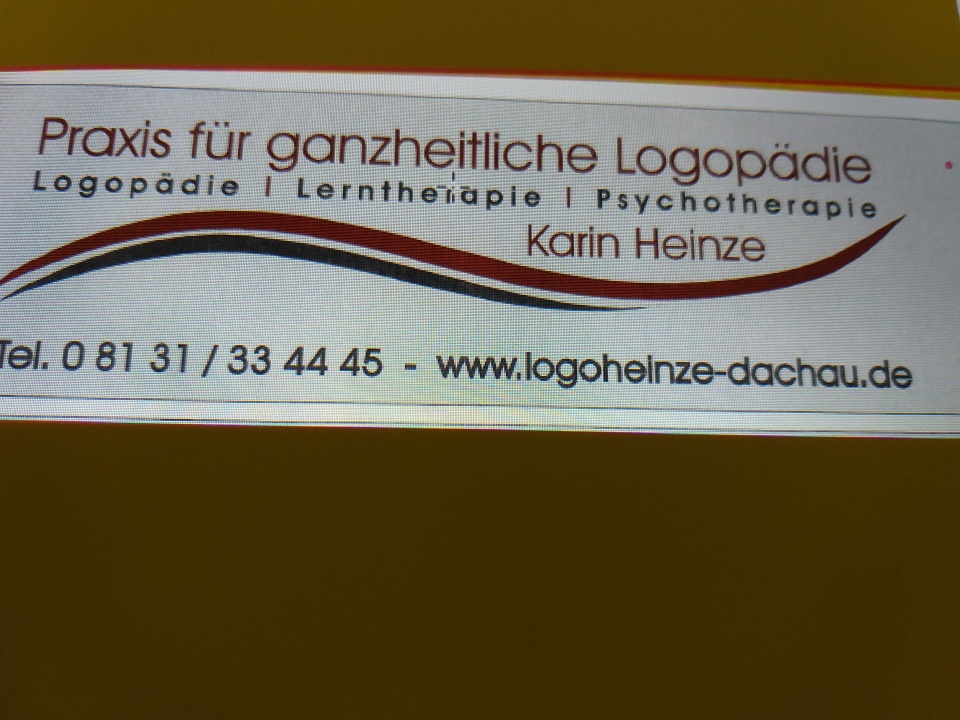 Praxis für ganzheitliche Logopädie
Logopädie | Lerntherapie | Psychotherapie
Karin Heinze
Tel. 0 81 31 / 33 44 45 - www.logoheinze-dachau.de